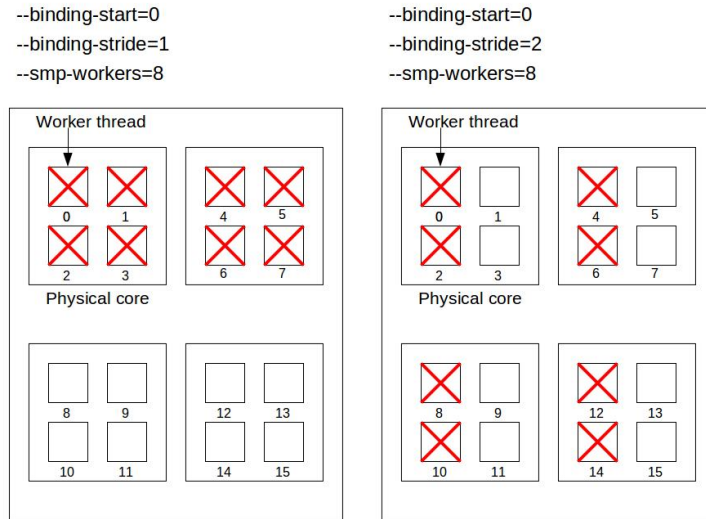 --binding-start=0
--binding-stride=1
--smp-workers=8
Worker thread
0 1 4 5
2 3 6 7
Physical core
8 9 12 13
10 11 14 15
--binding-start=0
--binding-stride=2
--smp-workers=8
Worker thread
0 1 4 5
2 3 6 7
Physical core
8 9 12 13
10 11 14 15